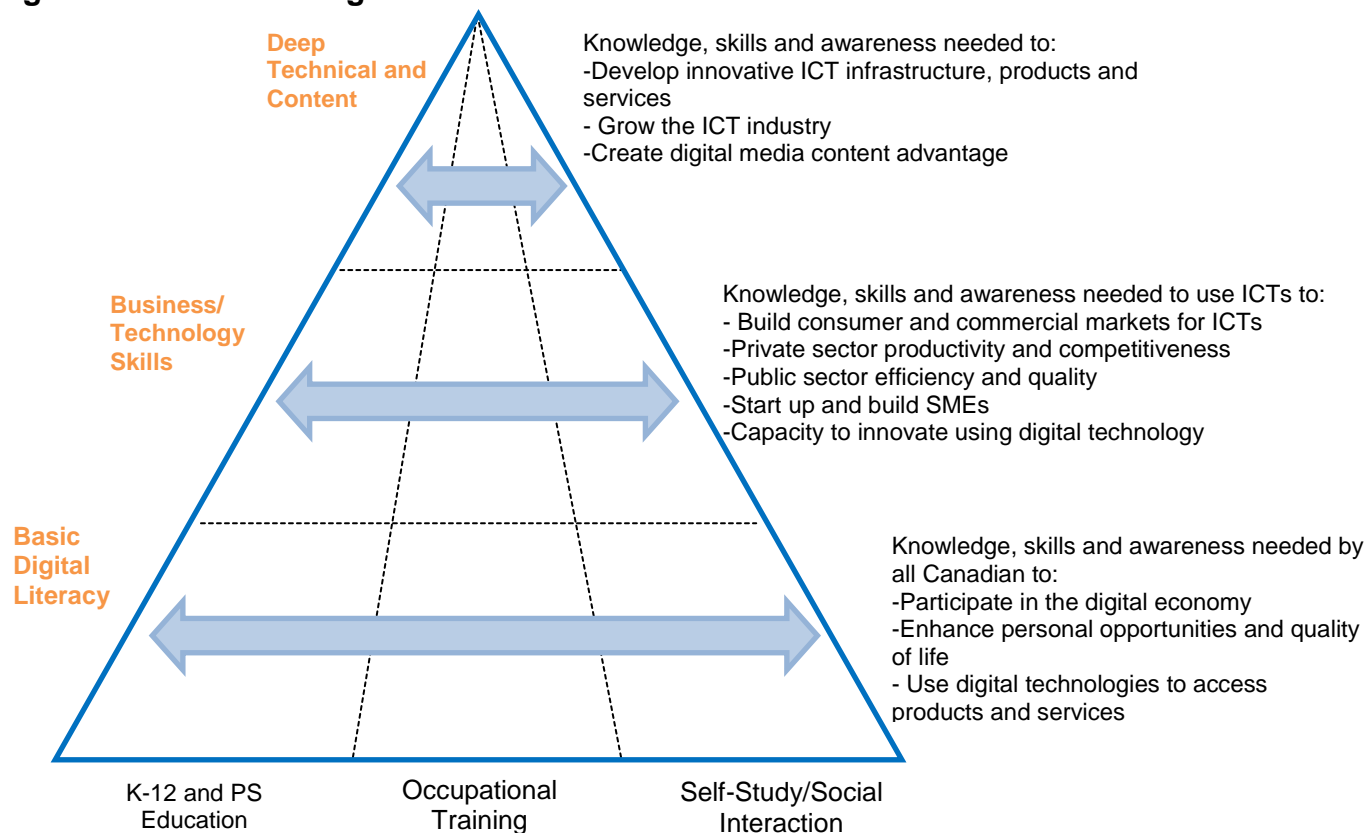 Deep
Technical and
Content
Knowledge, skills and awareness needed to:
-Develop innovative ICT infrastructure, products and
services
- Grow the ICT industry
-Create digital media content advantage
Business/
Technology
Skills
Knowledge, skills and awareness needed to use ICTs to:
- Build consumer and commercial markets for ICTs
-Private sector productivity and competitiveness
-Public sector efficiency and quality
-Start up and build SMEs
-Capacity to innovate using digital technology
Basic
Digital
Literacy
Knowledge, skills and awareness needed by
all Canadian to:
-Participate in the digital economy
-Enhance personal opportunities and quality
of life
- Use digital technologies to access
products and services
K-12 and PS
Education
Occupational
Training
Self-Study/Social
Interaction